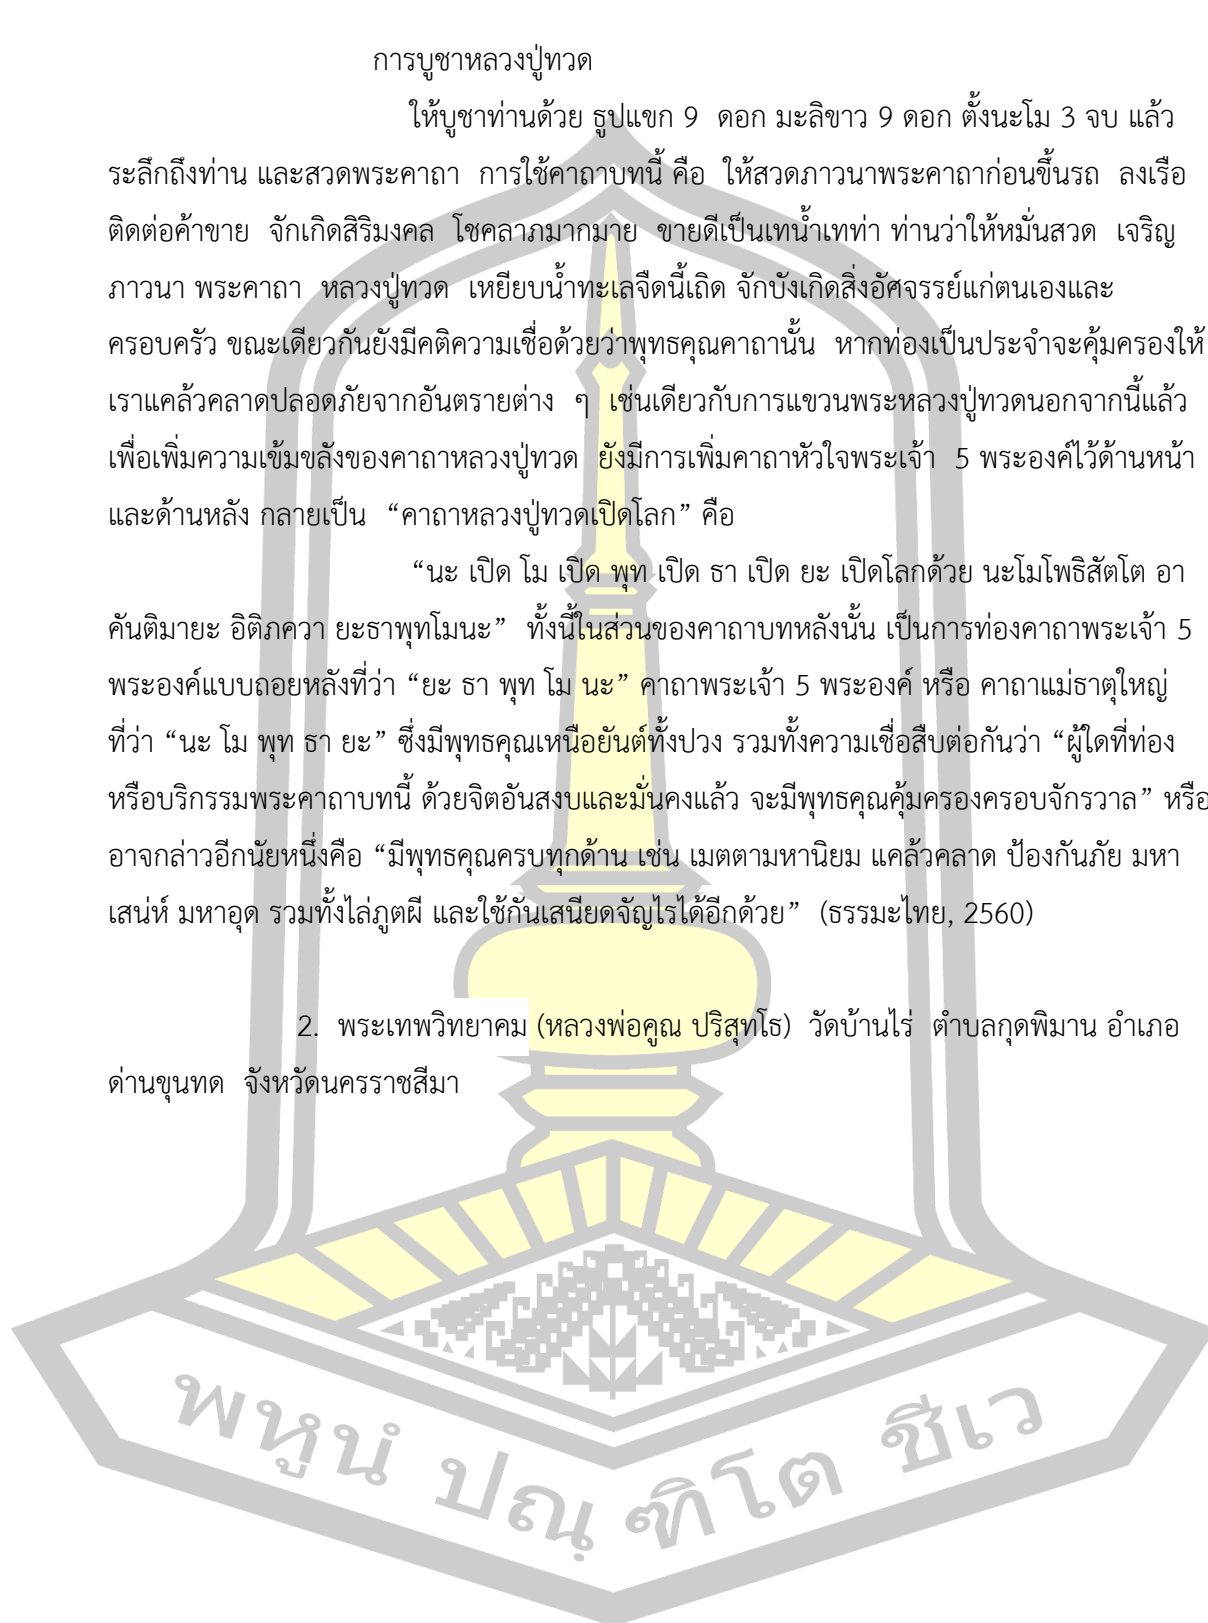 การบูชาหลวงปู่ทวด
ให้บูชาท่านด้วย ธูปแขก 9 ดอก มะลิขาว 9 ดอก ตั้งนะโม 3 จบ แล้ว
ระลึกถึงท่าน และสวดพระคาถา การใช้คาถาบทนี้ คือ ให้สวดภาวนาพระคาถาก่อนขึ้นรถ ลงเรือ
ติดต่อค้าขาย จักเกิดสิริมงคล โชคลาภมากมาย ขายดีเป็นเทน้ำเทท่า ท่านว่าให้หมั่นสวด เจริญ
ภาวนา พระคาถา หลวงปู่ทวด เหยียบน้ำทะเลจืดนี้เถิด จักบังเกิดสิ่งอัศจรรย์แก่ตนเองและ
ครอบครัว ขณะเดียวกันยังมีคติความเชื่อด้วยว่าพุทธคุณคาถานั้น หากท่องเป็นประจำจะคุ้มครองให้
เราแคล้วคลาดปลอดภัยจากอันตรายต่าง ๆ เช่นเดียวกับการแขวนพระหลวงปู่ทวดนอกจากนี้แล้ว
เพื่อเพิ่มความเข้มขลังของคาถาหลวงปู่ทวด ยังมีการเพิ่มคาถาหัวใจพระเจ้า 5 พระองค์ไว้ด้านหน้า
และด้านหลัง กลายเป็น “คาถาหลวงปู่ทวดเปิดโลก” คือ
“นะ เปิด โม เปิด พุท เปิด ธา เปิด ยะ เปิดโลกด้วย นะโมโพธิสัตโต อา
คันติมายะ อิติภควา ยะธาพุทโมนะ” ทั้งนี้ในส่วนของคาถาบทหลังนั้น เป็นการท่องคาถาพระเจ้า 5
พระองค์แบบถอยหลังที่ว่า “ยะ ธา พุท โม นะ” คาถาพระเจ้า 5 พระองค์ หรือ คาถาแม่ธาตุใหญ่
ที่ว่า “นะ โม พุท ธา ยะ” ซึ่งมีพุทธคุณเหนือยันต์ทั้งปวง รวมทั้งความเชื่อสืบต่อกันว่า “ผู้ใดที่ท่อง
หรือบริกรรมพระคาถาบทนี้ ด้วยจิตอันสงบและมั่นคงแล้ว จะมีพุทธคุณคุ้มครองครอบจักรวาล” หรือ
อาจกล่าวอีกนัยหนึ่งคือ “มีพุทธคุณครบทุกด้าน เช่น เมตตามหานิยม แคล้วคลาด ป้องกันภัย มหา
เสน่ห์ มหาอุด รวมทั้งไล่ภูตผี และใช้กันเสนียดจัญไรได้อีกด้วย” (ธรรมะไทย, 2560)
2. พระเทพวิทยาคม (หลวงพ่อคูณ ปริสุทโธ) วัดบ้านไร่ ตำบลกุดพิมาน อำเภอ
ด่านขุนทด จังหวัดนครราชสีมา
พหูนํ ปณฺฑิโต ชีเว